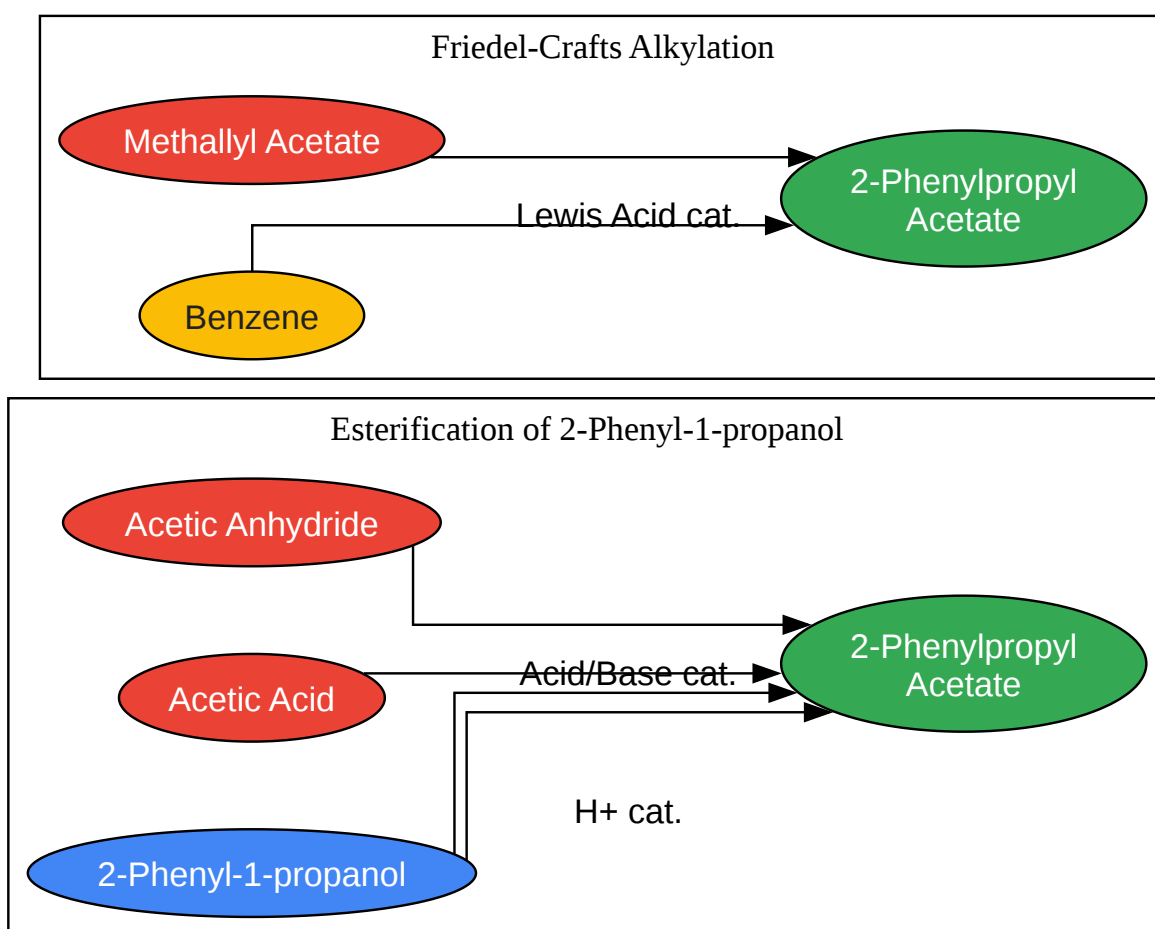 Friedel-Crafts Alkylation
Methallyl Acetate
2-Phenylpropyl
Acetate
Lewis Acid cat.
Benzene
Esterification of 2-Phenyl-1-propanol
Acetic Anhydride
2-Phenylpropyl
Acetate
Acid/Base cat.
Acetic Acid
H+ cat.
2-Phenyl-1-propanol